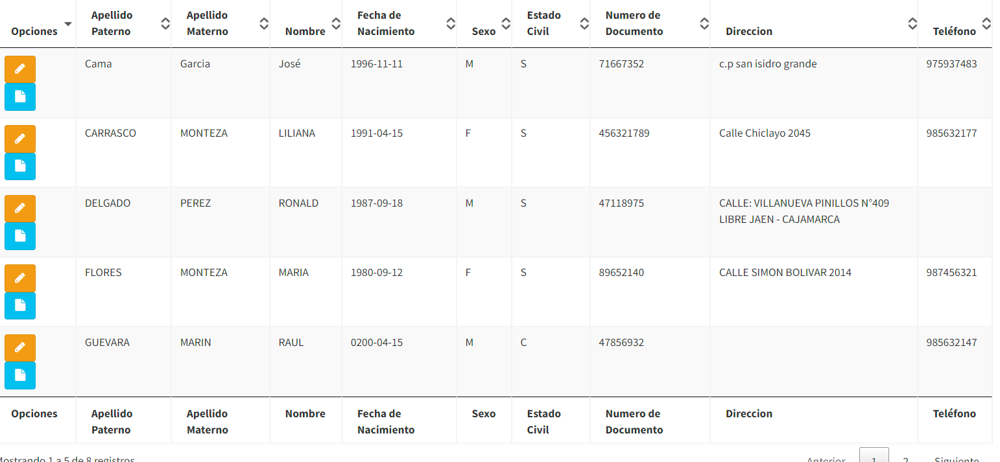 Opciones Apellido Paterno Apellido Materno Nombre Fecha de Nacimiento Sexo Estado Civil Numero de Documento Direccion Teléfono
Cama Garcia José 1996-11-11 M S 71667352 c.p san isidro grande 975937483
CARRASCO MONTEZA LILIANA 1991-04-15 F S 456321789 Calle Chiclayo 2045 985632177
DELGADO PEREZ RONALD 1987-09-18 M S 47118975 CALLE: VILLANUEVA PINILLOS N°409
LIBRE JAEN - CAJAMARCA
FLORES MONTEZA MARIA 1980-09-12 F S 89652140 CALLE SIMON BOLIVAR 2014 987456321
GUEVARA MARIN RAUL 0200-04-15 M C 47856932 985632147
Opciones Apellido Paterno Apellido Materno Nombre Fecha de Nacimiento Sexo Estado Civil Numero de Documento Direccion Teléfono
Mostrando 1 a 5 de 8 registros Anterior 1 2 Siguiente